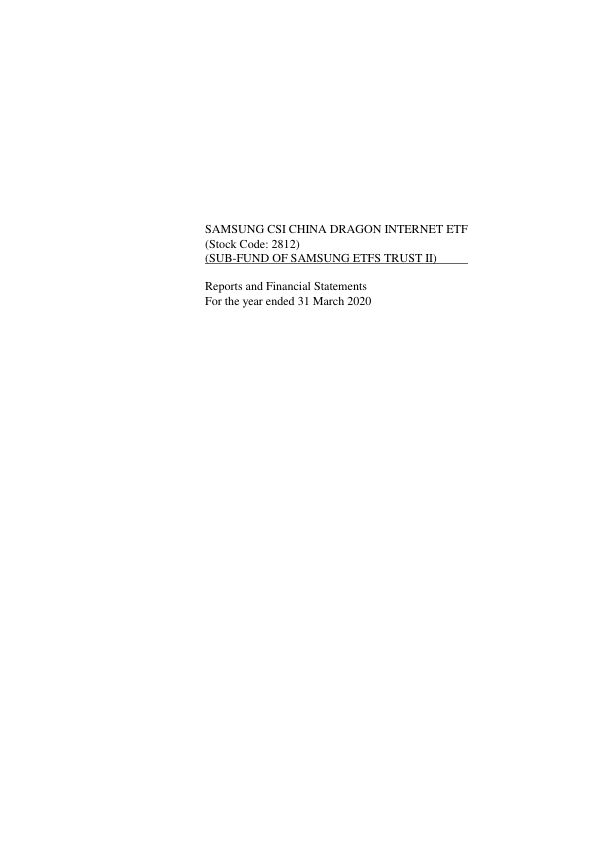 SAMSUNG CSI CHINA DRAGON INTERNET ETF
(Stock Code: 2812)
(SUB-FUND OF SAMSUNG ETFS TRUST II)
Reports and Financial Statements
For the year ended 31 March 2020